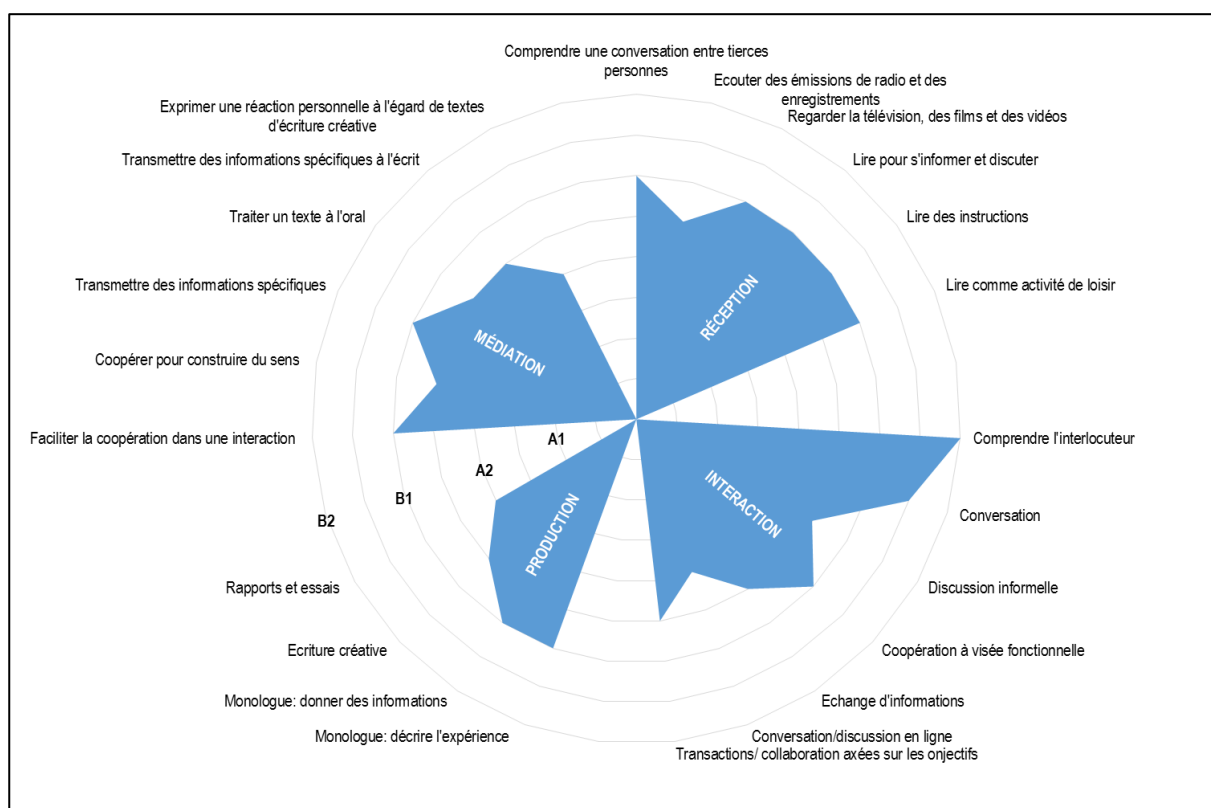 Comprendre une conversation entre tierces
personnes
Ecouter des émissions de radio et des
enregistrements
Regarder la télévision, des films et des vidéos
Lire pour s'informer et discuter
Lire des instructions
Lire comme activité de loisir
Comprendre l'interlocuteur
Conversation
Discussion informelle
Coopération à visée fonctionnelle
Echange d'informations
Conversation/discussion en ligne
Transactions/ collaboration axées sur les onjectifs
Monologue: décrire l'expérience
Monologue: donner des informations
Ecriture créative
Rapports et essais
Faciliter la coopération dans une interaction
Coopérer pour construire du sens
Transmettre des informations spécifiques
Traiter un texte à l'oral
Transmettre des informations spécifiques à l'écrit
Exprimer une réaction personnelle à l'égard de textes
d'écriture créative
RÉCEPTION
INTERACTION
PRODUCTION
MÉDIATION
A1
A2
B1
B2